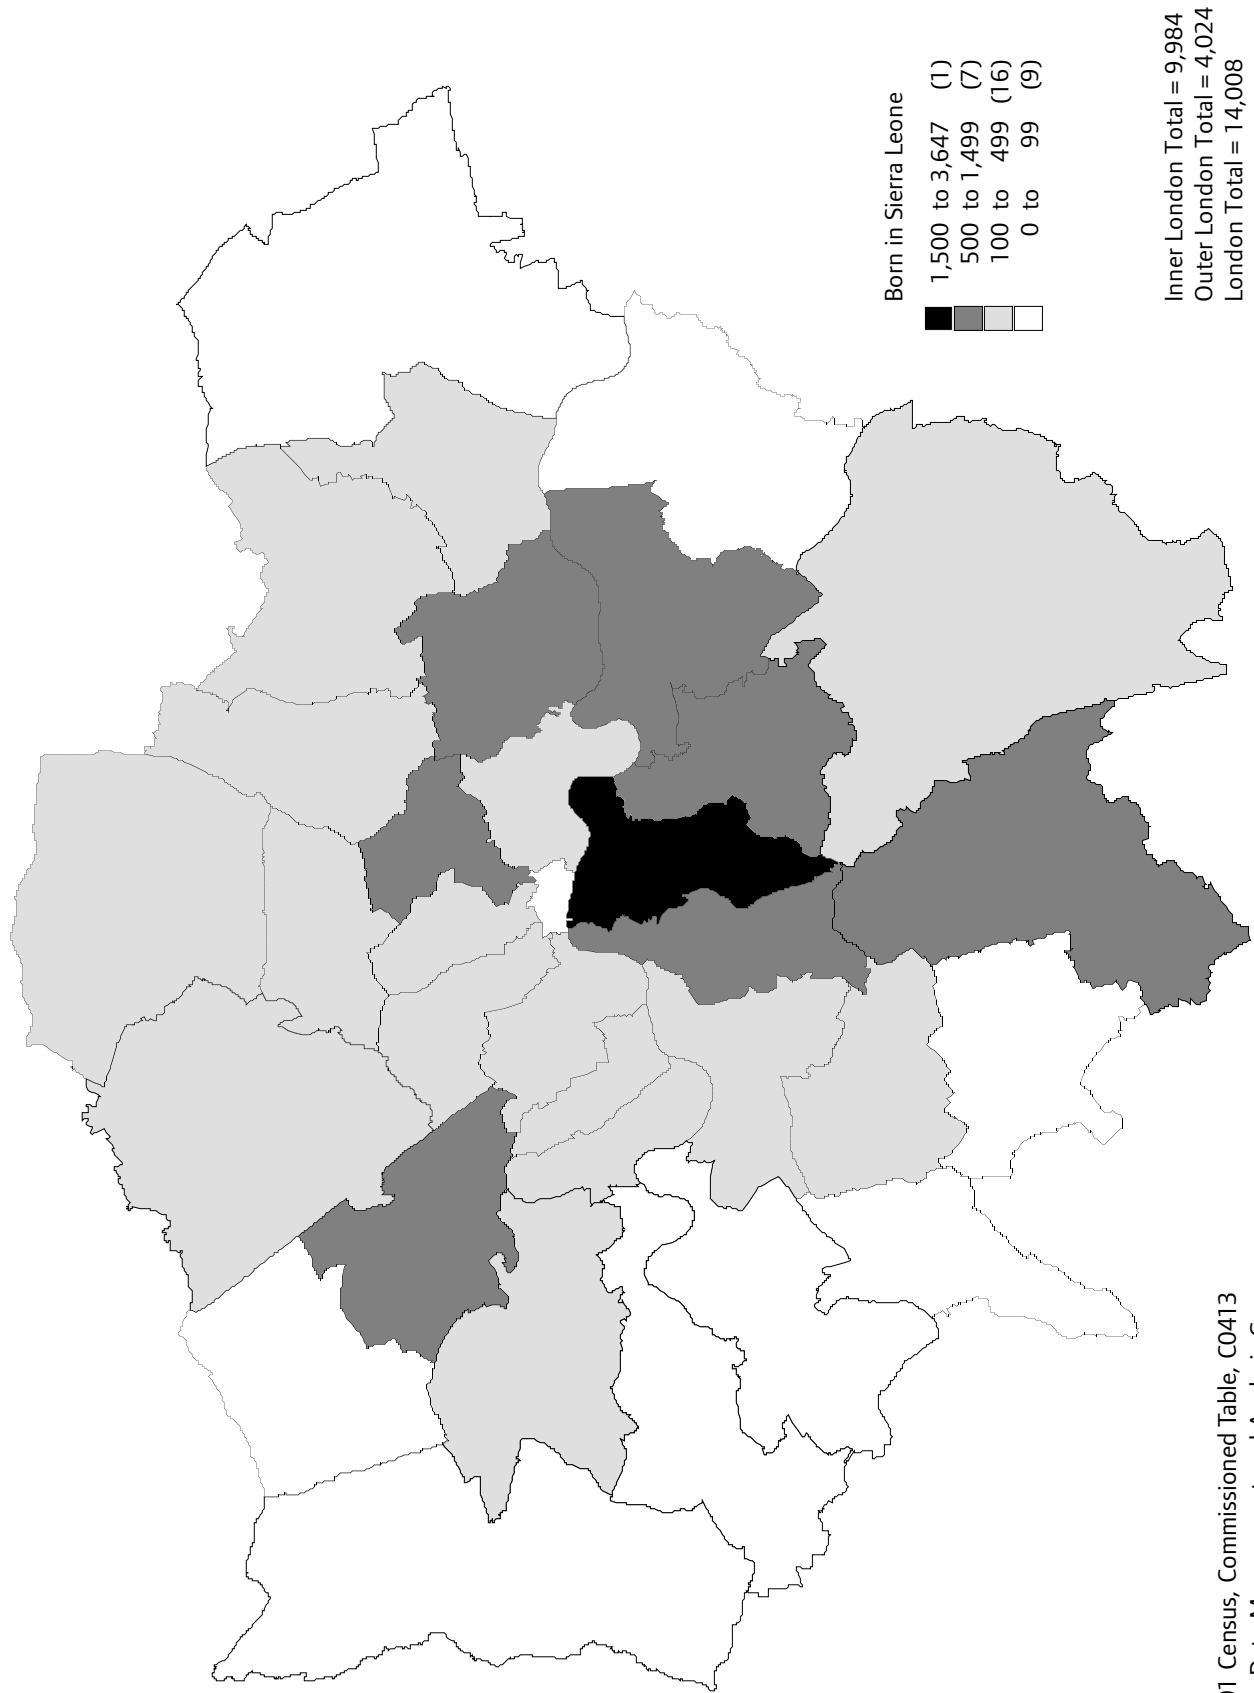 Born in Sierra Leone
1,500 to 3,647 (1)
500 to 1,499 (7)
100 to 499 (16)
0 to 99 (9)
Inner London Total = 9,984
Outer London Total = 4,024
London Total = 14,008
01 Census, Commissioned Table, C0413